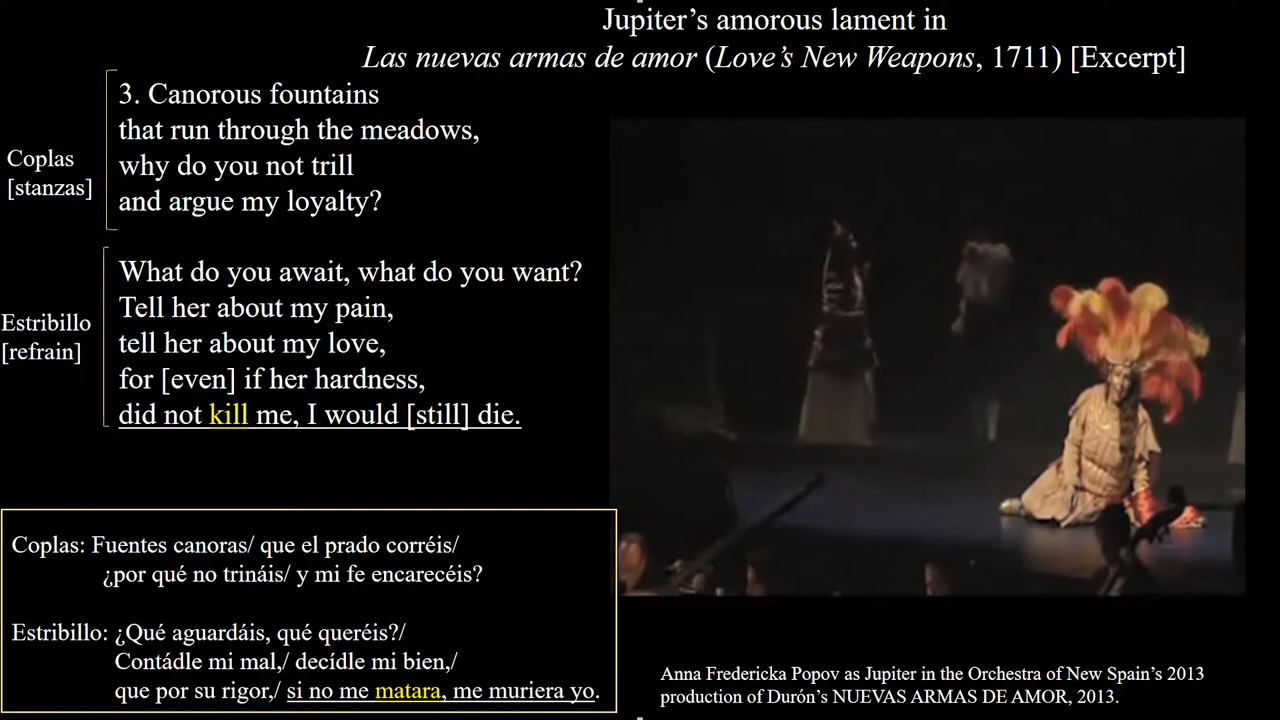 Jupiter’s amorous lament in
Las nuevas armas de amor (Love’s New Weapons, 1711) [Excerpt]
Coplas
[stanzas]
3. Canorous fountains
that run through the meadows,
why do you not trill
and argue my loyalty?
Estribillo
[refrain]
What do you await, what do you want?
Tell her about my pain,
tell her about my love,
for [even] if her hardness,
did not kill me, I would [still] die.
Coplas: Fuentes canoras/ que el prado corréis/
¿por qué no trináis/ y mi fe encarecéis?
Estribillo: ¿Qué aguardáis, qué queréis?/
Contádle mi mal,/ decídle mi bien,/
que por su rigor,/ si no me matara, me muriera yo.
Anna Fredericka Popov as Jupiter in the Orchestra of New Spain’s 2013
production of Durón’s NUEVAS ARMAS DE AMOR, 2013.